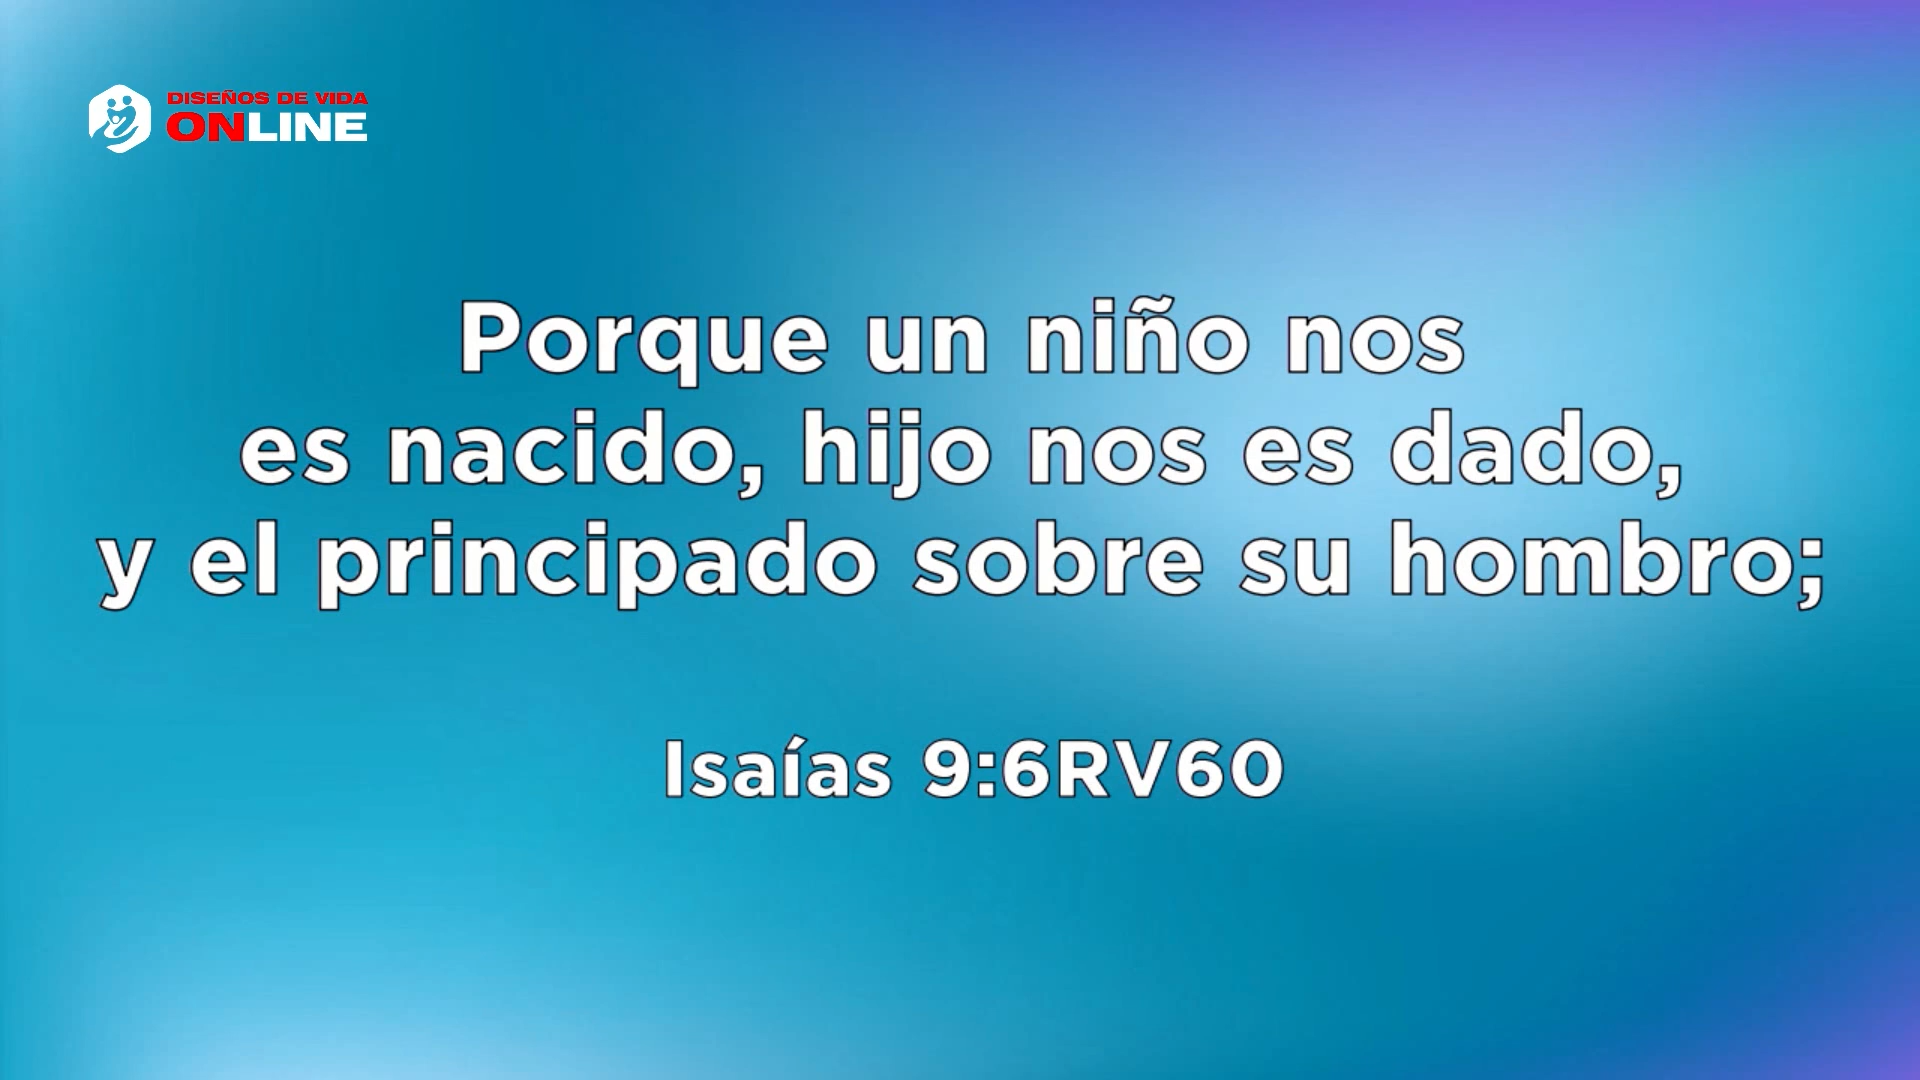 DISEÑOS DE VIDA
ONLINE
Porque un niño nos
es nacido, hijo nos es dado,
y el principado sobre su hombro;
Isaías 9:6RV60